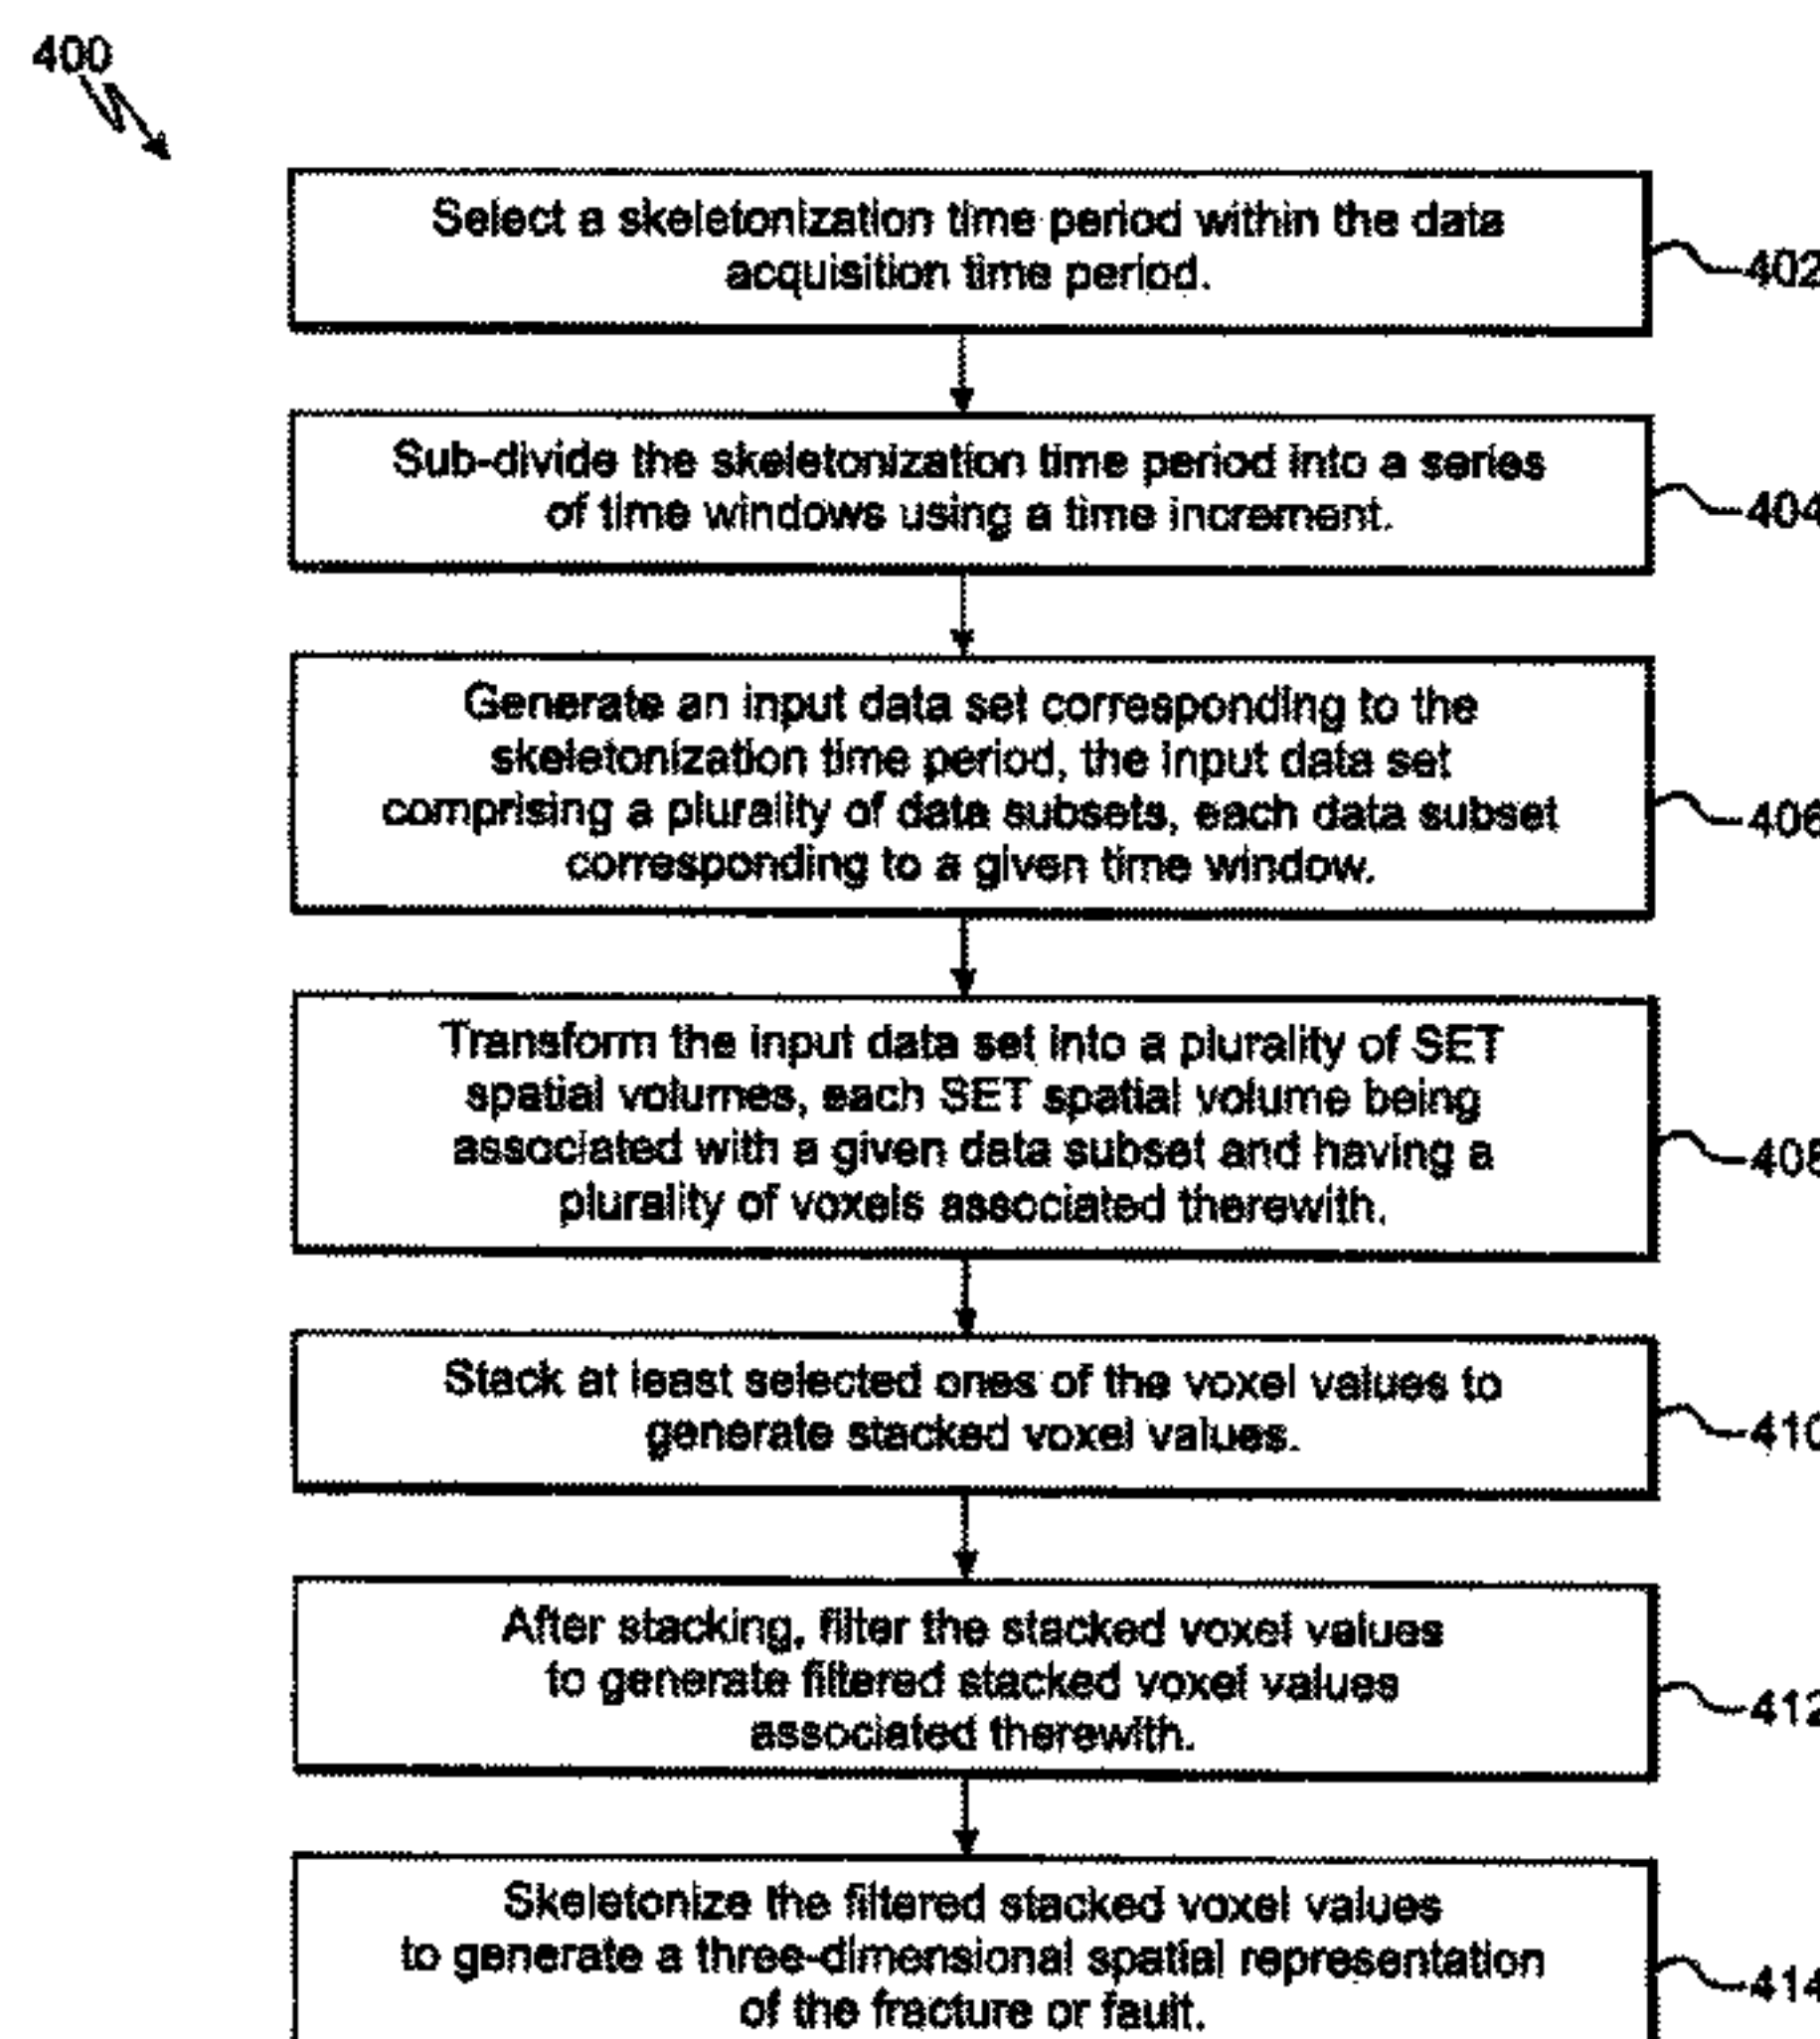 400
Select a skeletonization time period within the data
acquisition time period.
402
Sub-divide the skeletonization time period into a series
of time windows using a time increment.
404
Generate an input data set corresponding to the
skeletonization time period, the input data set
comprising a plurality of data subsets, each data subset
corresponding to a given time window.
406
Transform the input data set into a plurality of SET
spatial volumes, each SET spatial volume being
associated with a given data subset and having a
plurality of voxels associated therewith.
408
Stack at least selected ones of the voxel values to
generate stacked voxel values.
410
After stacking, filter the stacked voxel values
to generate filtered stacked voxel values
associated therewith.
412
Skeletonize the filtered stacked voxel values
to generate a three-dimensional spatial representation
of the fracture or fault.
414